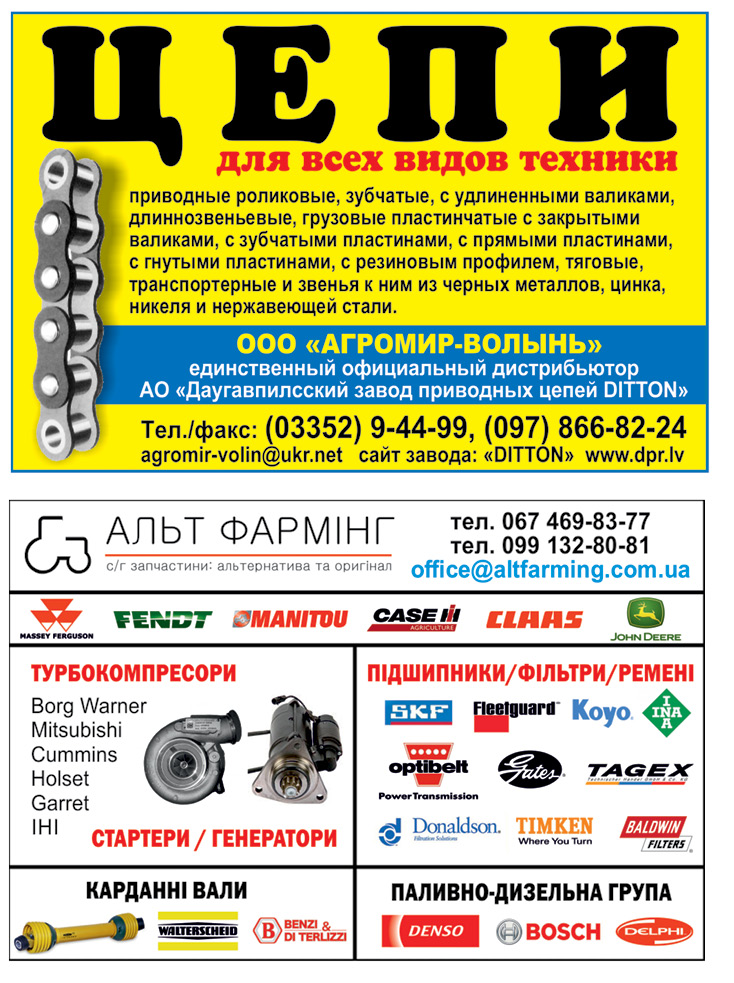 ЦЕПИ
для всех видов техники
приводные роликовые, зубчатые, с удлиненными валиками,
длиннозвеньевые, грузовые пластинчатые с закрытыми
валиками, с зубчатыми пластинами, с прямыми пластинами,
с гнутыми пластинами, с резиновым профилем, тяговые,
транспортерные и звенья к ним из черных металлов, цинка,
никеля и нержавеющей стали.
ООО «АГРОМИР-ВОЛЫНЬ»
единственный официальный дистрибьютор
АО «Даугавпилсский завод приводных цепей DITTON»
Тел./факс: (03352) 9-44-99, (097) 866-82-24
agromir-volin@ukr.net сайт завода: «DITTON» www.dpr.lv
АЛЬТ ФАРМІНГ
с/г запчастини: альтернатива та оригінал
тел. 067 469-83-77
тел. 099 132-80-81
office@altfarming.com.ua
MASSEY FERGUSON
FENDT
MANITOU
CASE IH
AGRICULTURE
CLAAS
JOHN DEERE
ТУРБОКОМПРЕСОРИ
Borg Warner
Mitsubishi
Cummins
Holset
Garret
IHI
СТАРТЕРИ / ГЕНЕРАТОРИ
ПІДШИПНИКИ/ФІЛЬТРИ/РЕМЕНІ
SKF
Fleetguard
Koyo
INA
optibelt
Power Transmission
Gates
TAGEX
Technischer Handel GmbH & Co. KG
Donaldson.
Filtration Solutions
TIMKEN
Where You Turn
BALDWIN
FILTERS
КАРДАННІ ВАЛИ
WALTERSCHEID
BENZI &
DI TERLIZZI
ПАЛИВНО-ДИЗЕЛЬНА ГРУПА
DENSO
BOSCH
DELPHI